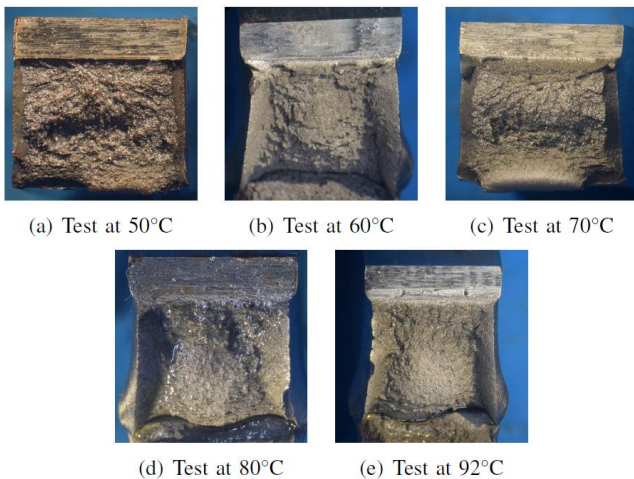 (a) Test at 50°C
(b) Test at 60°C
(c) Test at 70°C
(d) Test at 80°C
(e) Test at 92°C